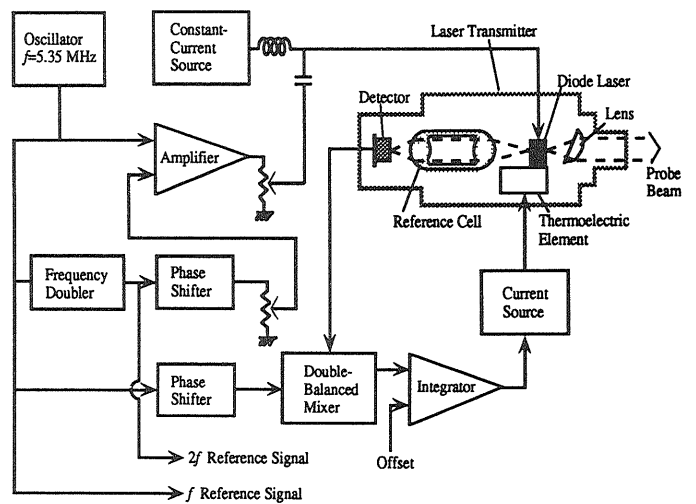 Oscillator
f=5.35 MHz
Constant-
Current
Source
Laser Transmitter
Diode Laser
Detector
Lens
Amplifier
Probe
Beam
Reference Cell
Thermoelectric
Element
Frequency
Doubler
Phase
Shifter
Current
Source
Phase
Shifter
Double-
Balanced
Mixer
Integrator
2f Reference Signal
Offset
f Reference Signal